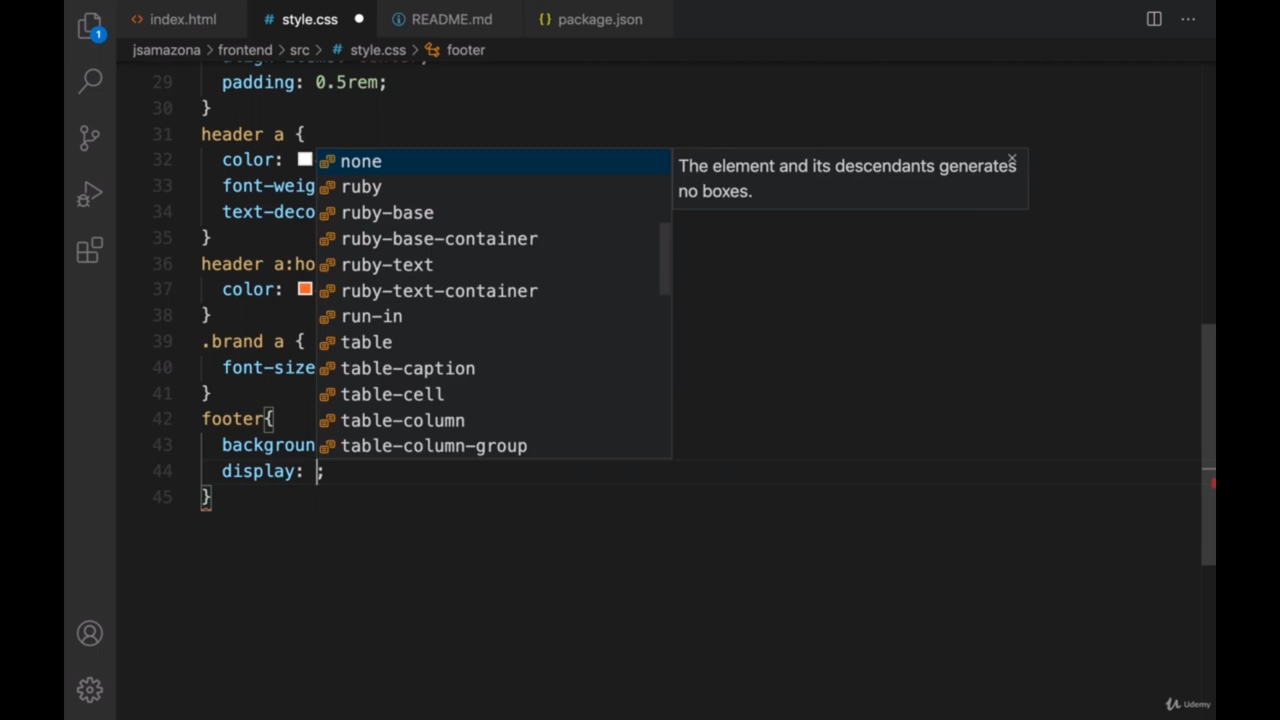 index.html
# style.css
README.md
{} package.json
1
jsamazona > frontend > src > # style.css > footer
29 padding: 0.5rem;
30 }
31 header a {
32 color:
33 font-weig
34 text-deco
35 }
36 header a:ho
37 color:
38 }
39 .brand a {
40 font-size
41 }
42 footer{
43 backgroun
44 display: ;
45 }
none
ruby
ruby-base
ruby-base-container
ruby-text
ruby-text-container
run-in
table
table-caption
table-cell
table-column
table-column-group
The element and its descendants generates
no boxes.
Udemy